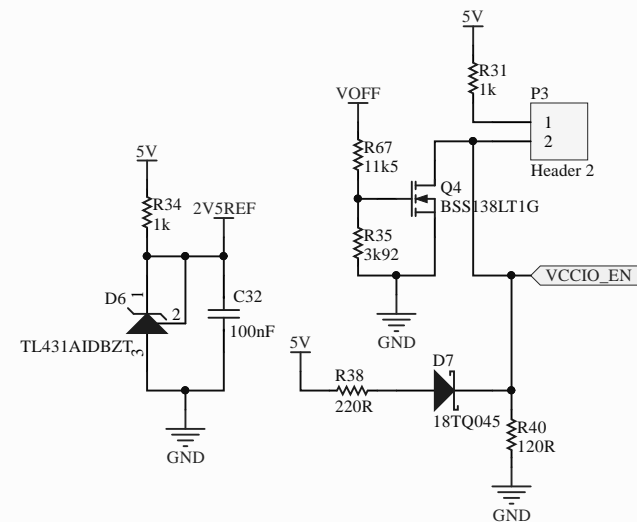 5V
R31
1k
P3
1
2
Header 2
VOFF
R67
11k5
Q4
BSS138LT1G
R35
3k92
GND
VCCIO_EN
5V
R34
1k
2V5REF
D6
1
2
3
TL431AIDBZT
C32
100nF
GND
5V
R38
220R
D7
18TQ045
R40
120R
GND